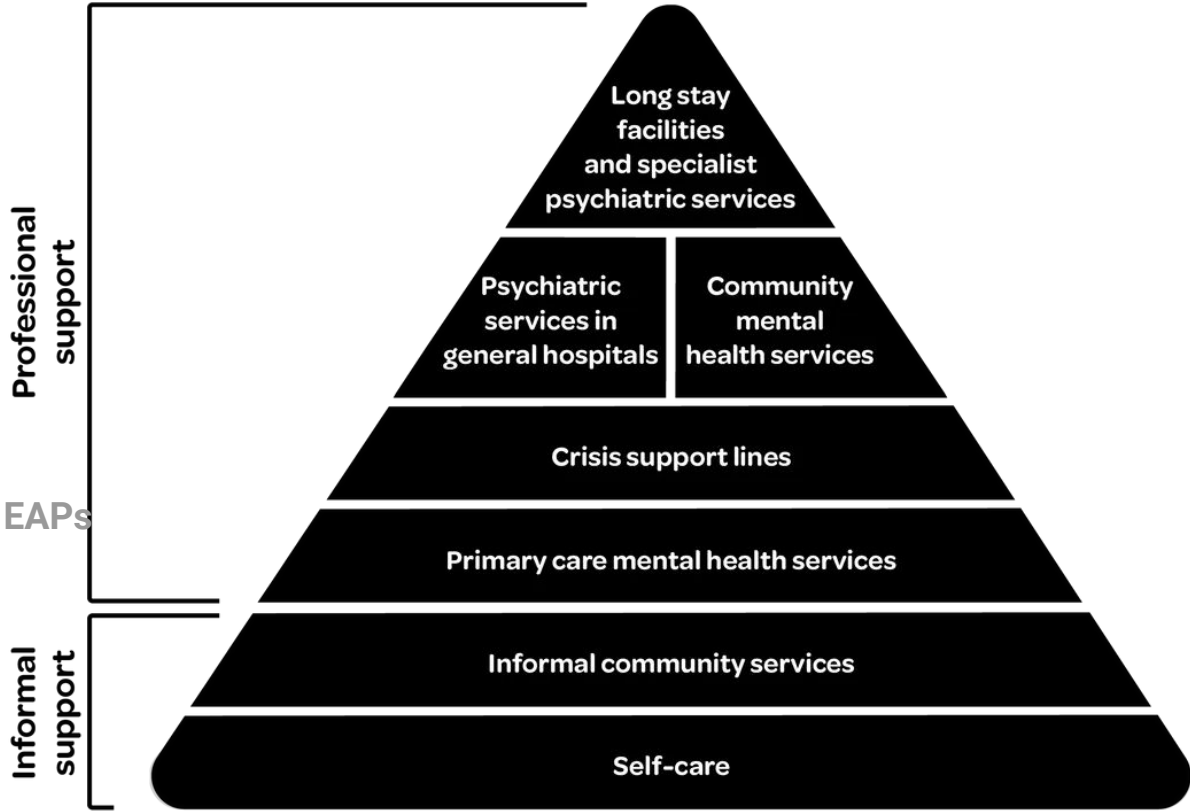 Professional
support
EAPs
Informal
support
Long stay
facilities
and specialist
psychiatric services
Psychiatric
services in
general hospitals
Community
mental
health services
Crisis support lines
Primary care mental health services
Informal community services
Self-care